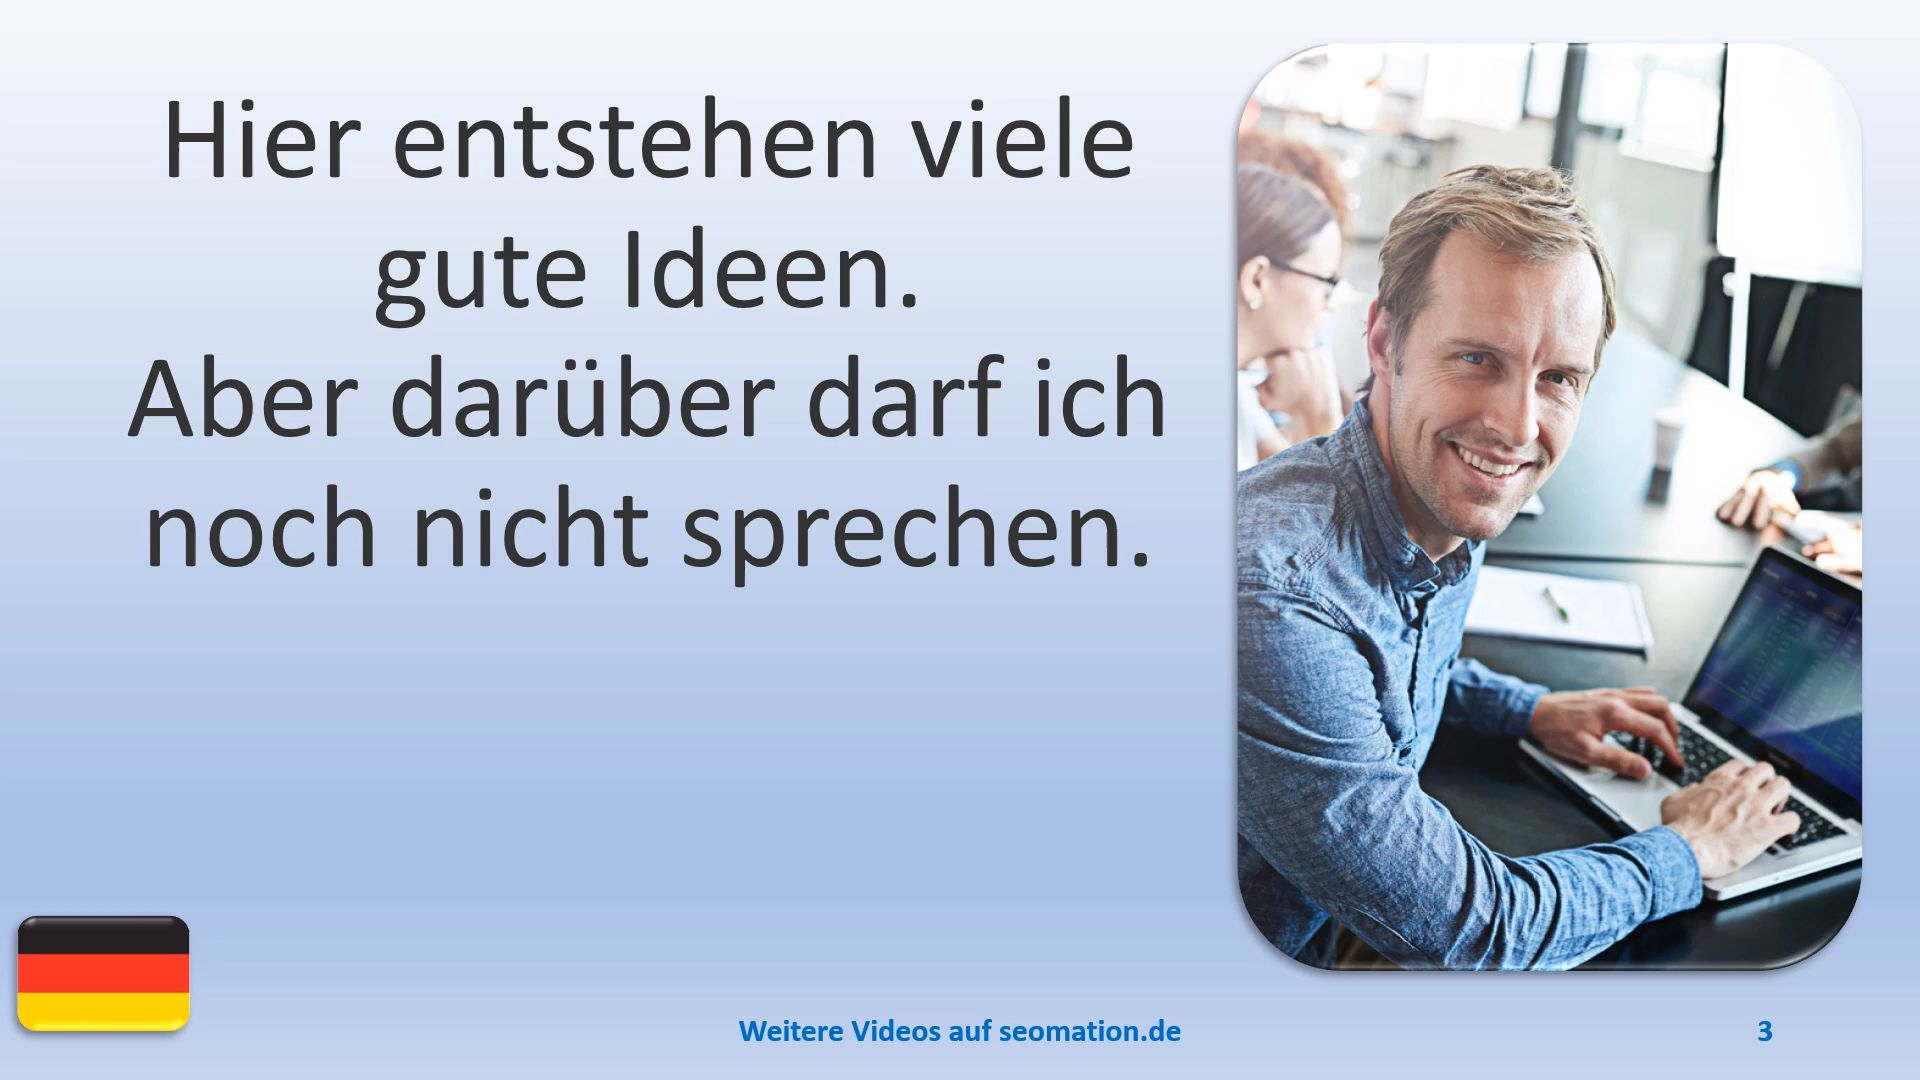 Hier entstehen viele
gute Ideen.
Aber darüber darf ich
noch nicht sprechen.
Weitere Videos auf seomation.de
3